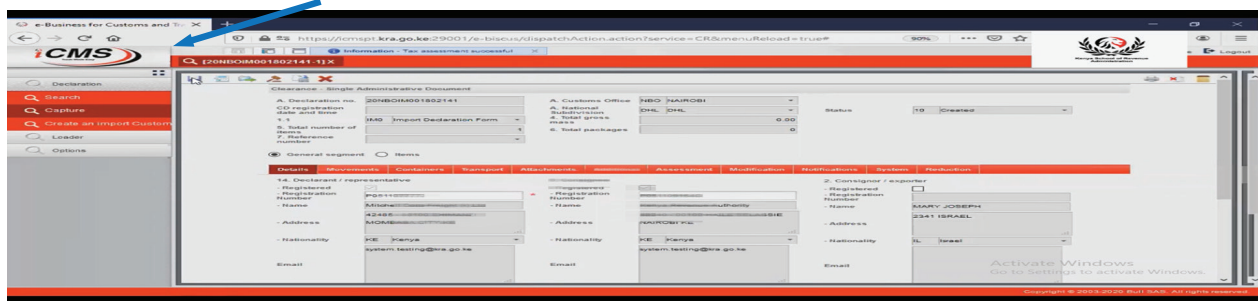 e-Business for Customs and Tr
https://icmspt.kra.go.ke:29001/e-biscus/dispatchAction.action?service=CR&menuReload=true#
90%
iCMS
Information - Tax assessment successful
Kenya School of Revenue Administration
Logout
[20NBOIM001802141-1] X
Declaration
Search
Capture
Create an Import Custom
Loader
Options
Clearance - Single Administrative Document
A. Declaration no. 20NBOIM001802141
A. Customs Office NBO NAIROBI
CD registration date and time
A. National Subdivision DHL DHL
Status 10 Created
1.1 IM0 Import Declaration Form
4. Total gross mass 0.00
5. Total number of items 1
6. Total packages 0
7. Reference number
General segment Items
Details Movements Containers Transport Attachments Assessment Modification Notifications System Reduction
14. Declarant / representative
2. Consignor / exporter
- Registered
- Registered
- Registration Number
- Registration Number
- Registration Number
- Name
- Name
- Name MARY JOSEPH
- Address
- Address
- Address 2341 ISRAEL
- Nationality KE Kenya
- Nationality KE Kenya
- Nationality IL Israel
Email system.testing@kra.go.ke
Email system.testing@kra.go.ke
Email
Activate Windows
Go to Settings to activate Windows.
Copyright © 2003-2020 Bull SAS. All rights reserved